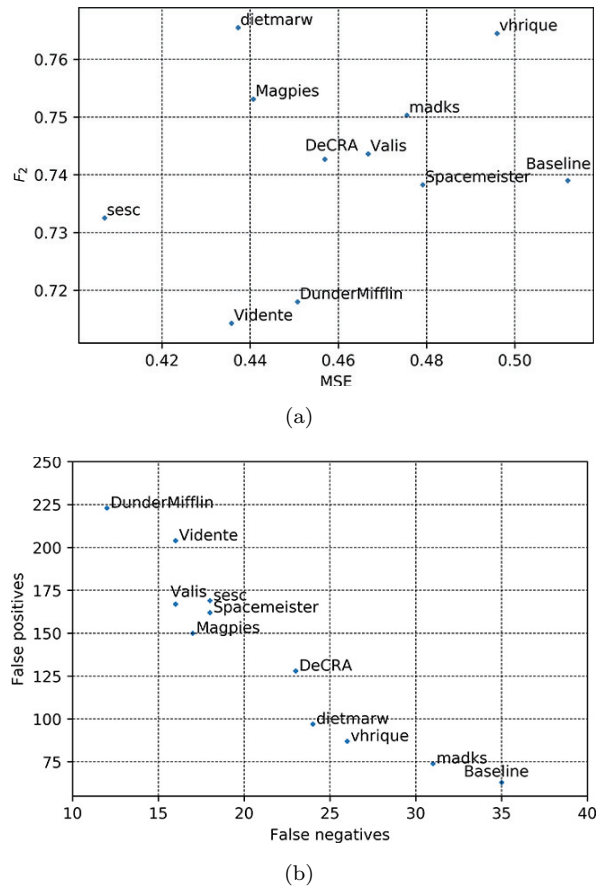 dietmarw
vhrique
0.76
Magpies
0.75
madks
DeCRA
Valis
Baseline
0.74
Spacemeister
sesc
0.73
0.72
DunderMifflin
Vidente
F2
0.42 0.44 0.46 0.48 0.50
MSE
(a)
250
225
DunderMifflin
200
Vidente
175
Valis
sesc
Spacemeister
150
Magpies
DeCRA
125
100
dietmarw
vhrique
75
madks
Baseline
False positives
10 15 20 25 30 35 40
False negatives
(b)